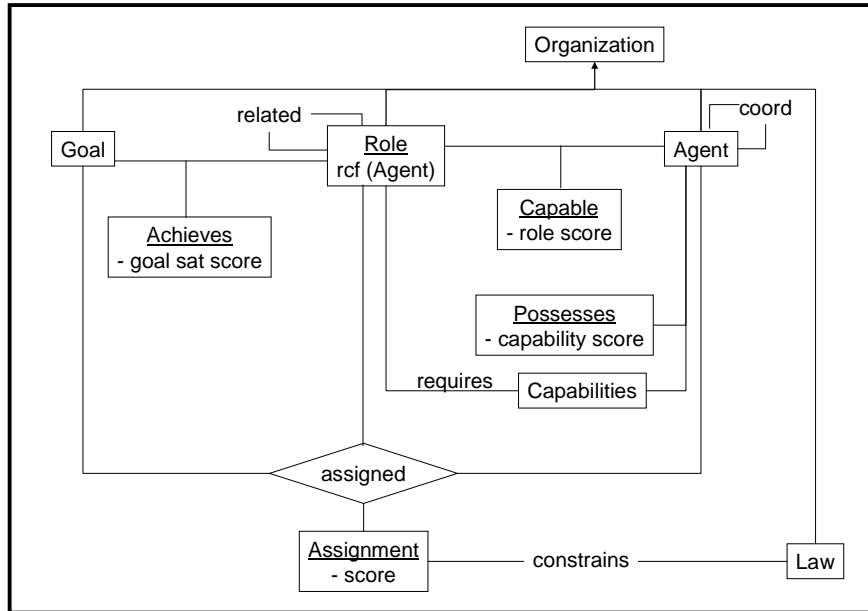 Organization
related
coord
Goal
Role
rcf (Agent)
Agent
Achieves
- goal sat score
Capable
- role score
Possesses
- capability score
requires
Capabilities
assigned
Assignment
- score
constrains
Law